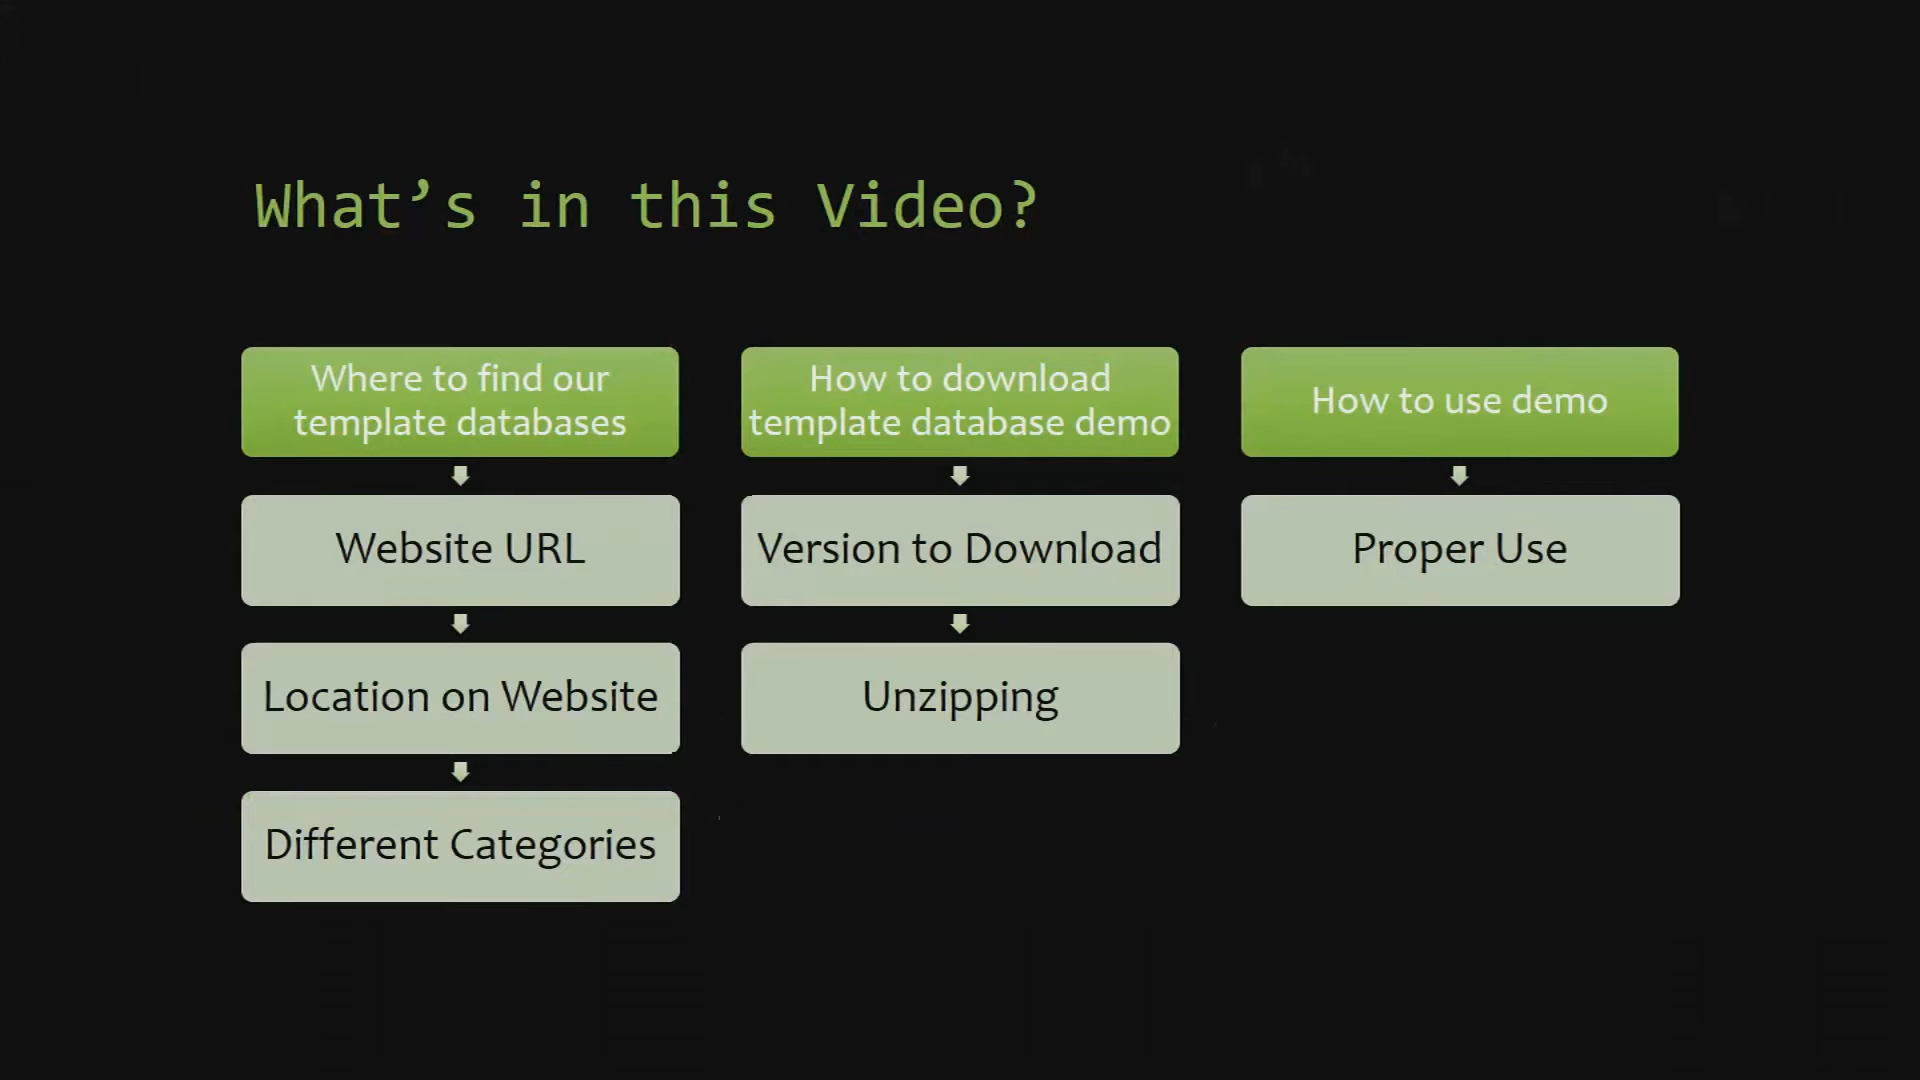 What’s in this Video?
Where to find our
template databases
Website URL
Location on Website
Different Categories
How to download
template database demo
Version to Download
Unzipping
How to use demo
Proper Use